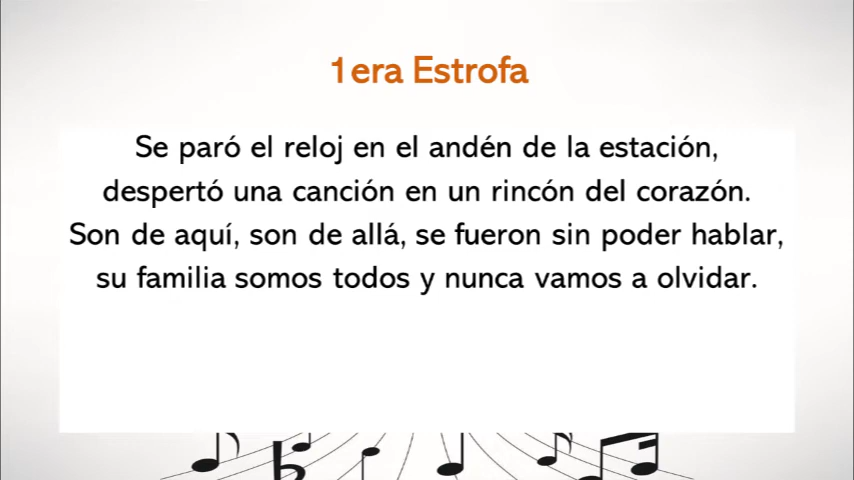 1era Estrofa
Se paró el reloj en el andén de la estación,
despertó una canción en un rincón del corazón.
Son de aquí, son de allá, se fueron sin poder hablar,
su familia somos todos y nunca vamos a olvidar.